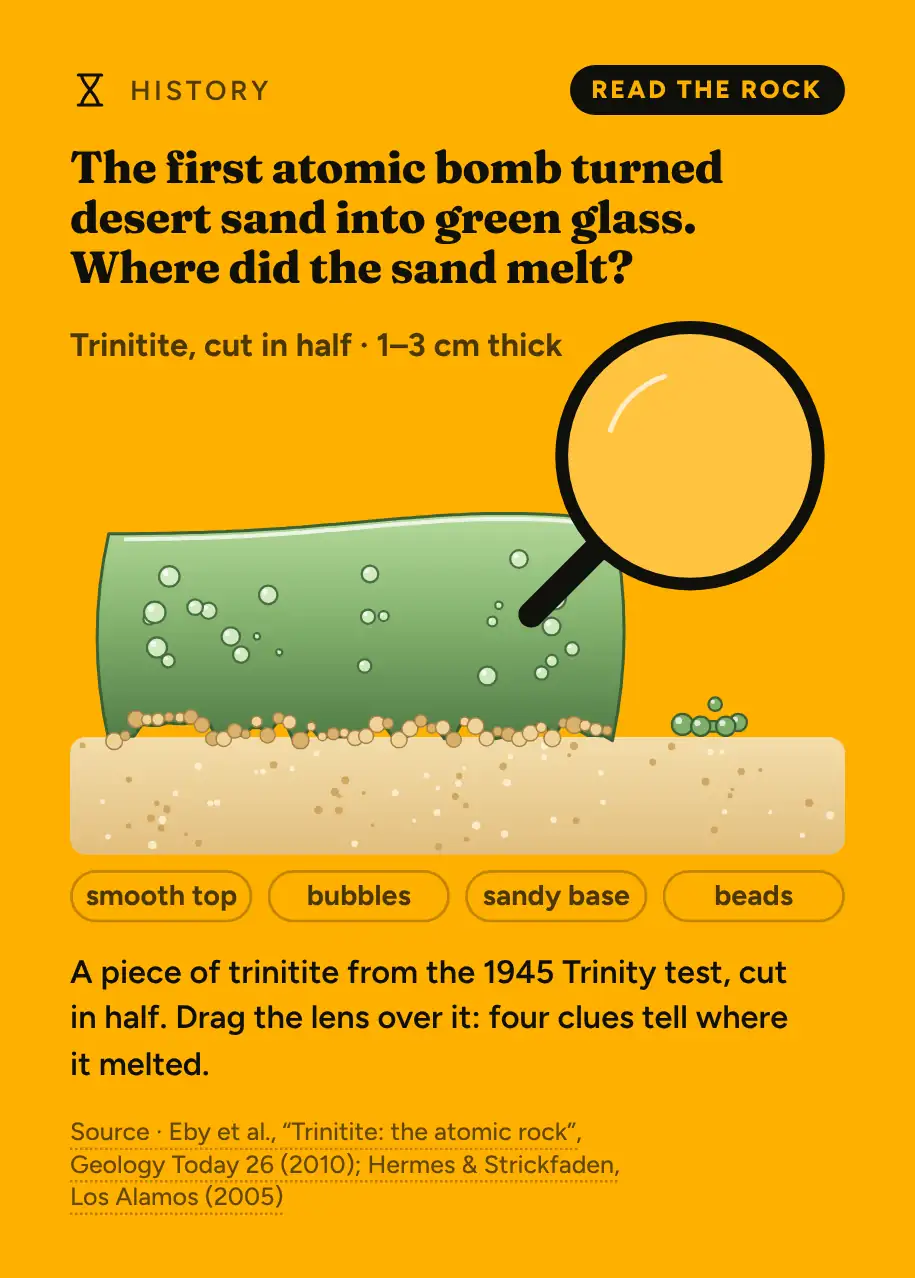 HISTORY
READ THE ROCK
The first atomic bomb turned
desert sand into green glass.
Where did the sand melt?
Trinitite, cut in half · 1–3 cm thick
smooth top
bubbles
sandy base
beads
A piece of trinitite from the 1945 Trinity test, cut
in half. Drag the lens over it: four clues tell where
it melted.
Source · Eby et al., “Trinitite: the atomic rock”,
Geology Today 26 (2010); Hermes & Strickfaden,
Los Alamos (2005)